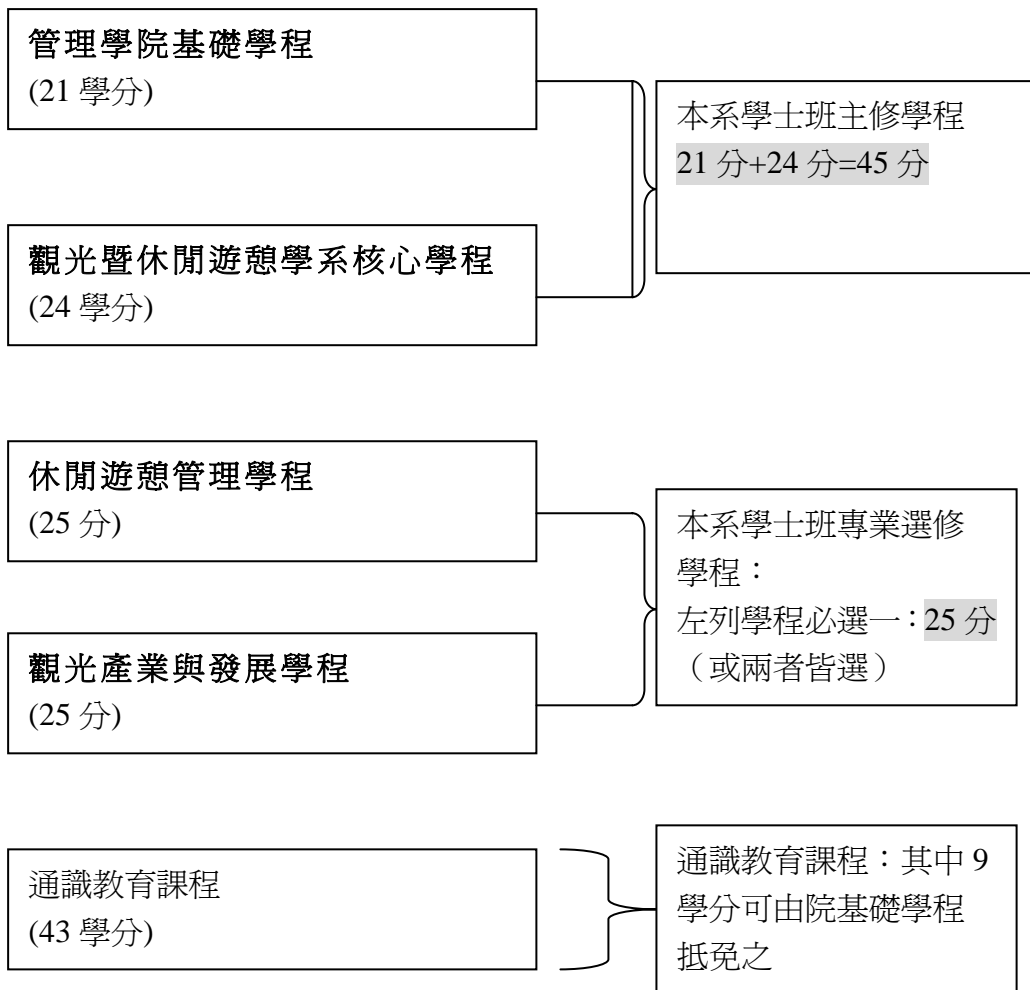 管理學院基礎學程
(21 學分)
本系學士班主修學程
21 分+24 分=45 分
觀光暨休閒遊憩學系核心學程
(24 學分)
休閒遊憩管理學程
(25 分)
本系學士班專業選修
學程：
左列學程必選一：25 分
（或兩者皆選）
觀光產業與發展學程
(25 分)
通識教育課程
(43 學分)
通識教育課程：其中 9
學分可由院基礎學程
抵免之